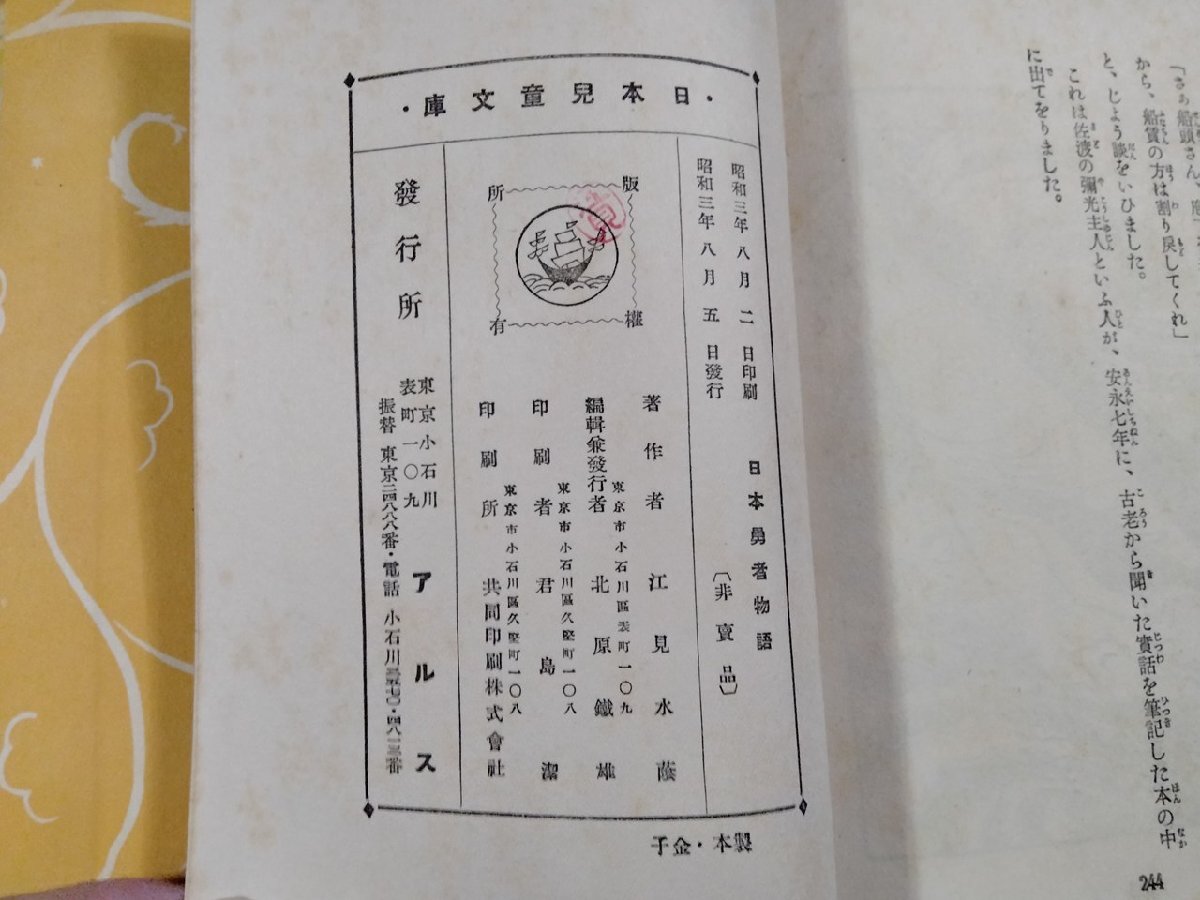 「さあ船頭さん、
から、船賃の方は割り戻してくれ」
と、じょう談をいひました。
これは佐渡の彌光主人といふ人が、安永七年に、古老から聞いた實話を筆記した本の中
に出てをりました。
244
・日本兒童文庫・
昭和三年八月二日印刷
昭和三年八月五日發行
版權所有
日本勇者物語
〔非賣品〕
著作者 江見水蔭
東京市小石川區表町一〇九
編輯兼發行者 北原鐵雄
東京市小石川區久堅町一〇八
印刷者 君島潔
東京市小石川區久堅町一〇八
印刷所 共同印刷株式會社
發行所
東京小石川
表町一〇九
アルス
振替 東京二四八八八番・電話 小石川
製本・金子